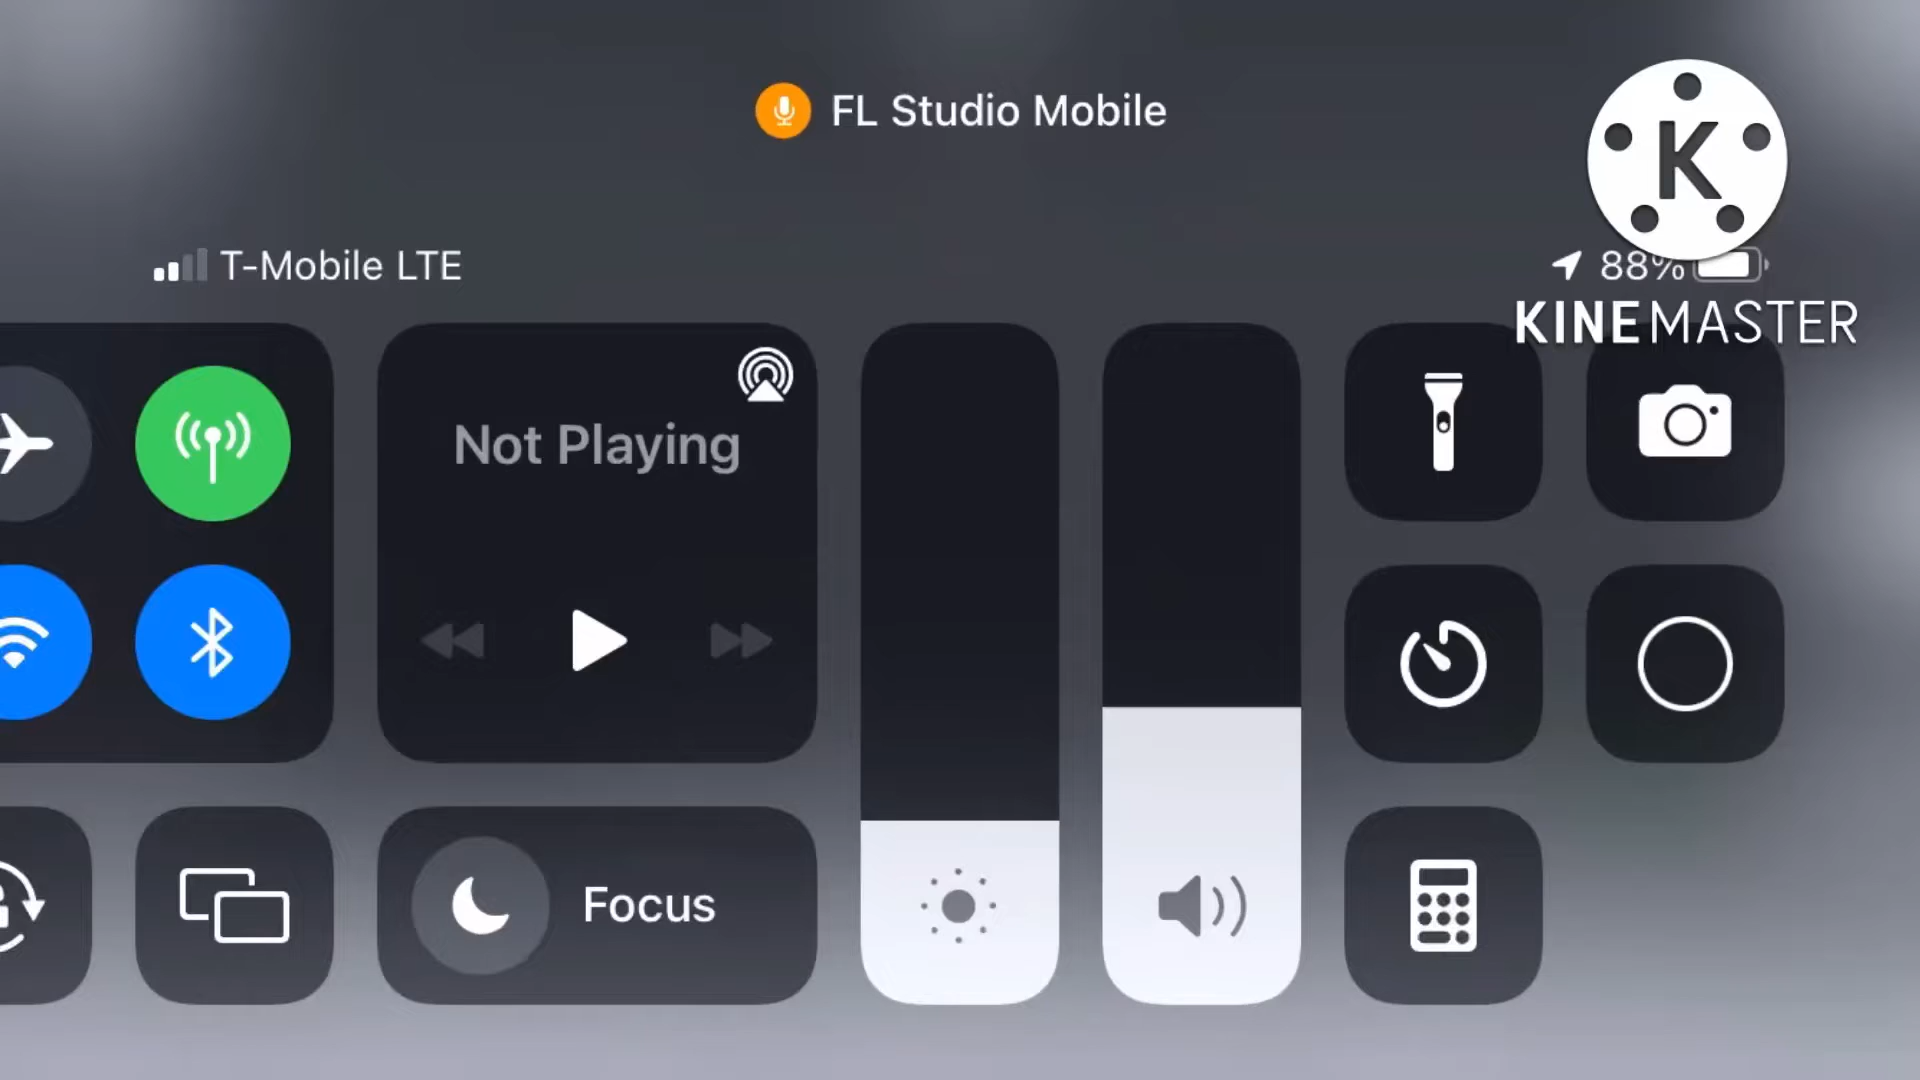 FL Studio Mobile
K
T-Mobile LTE
88%
KINEMASTER
Not Playing
Focus